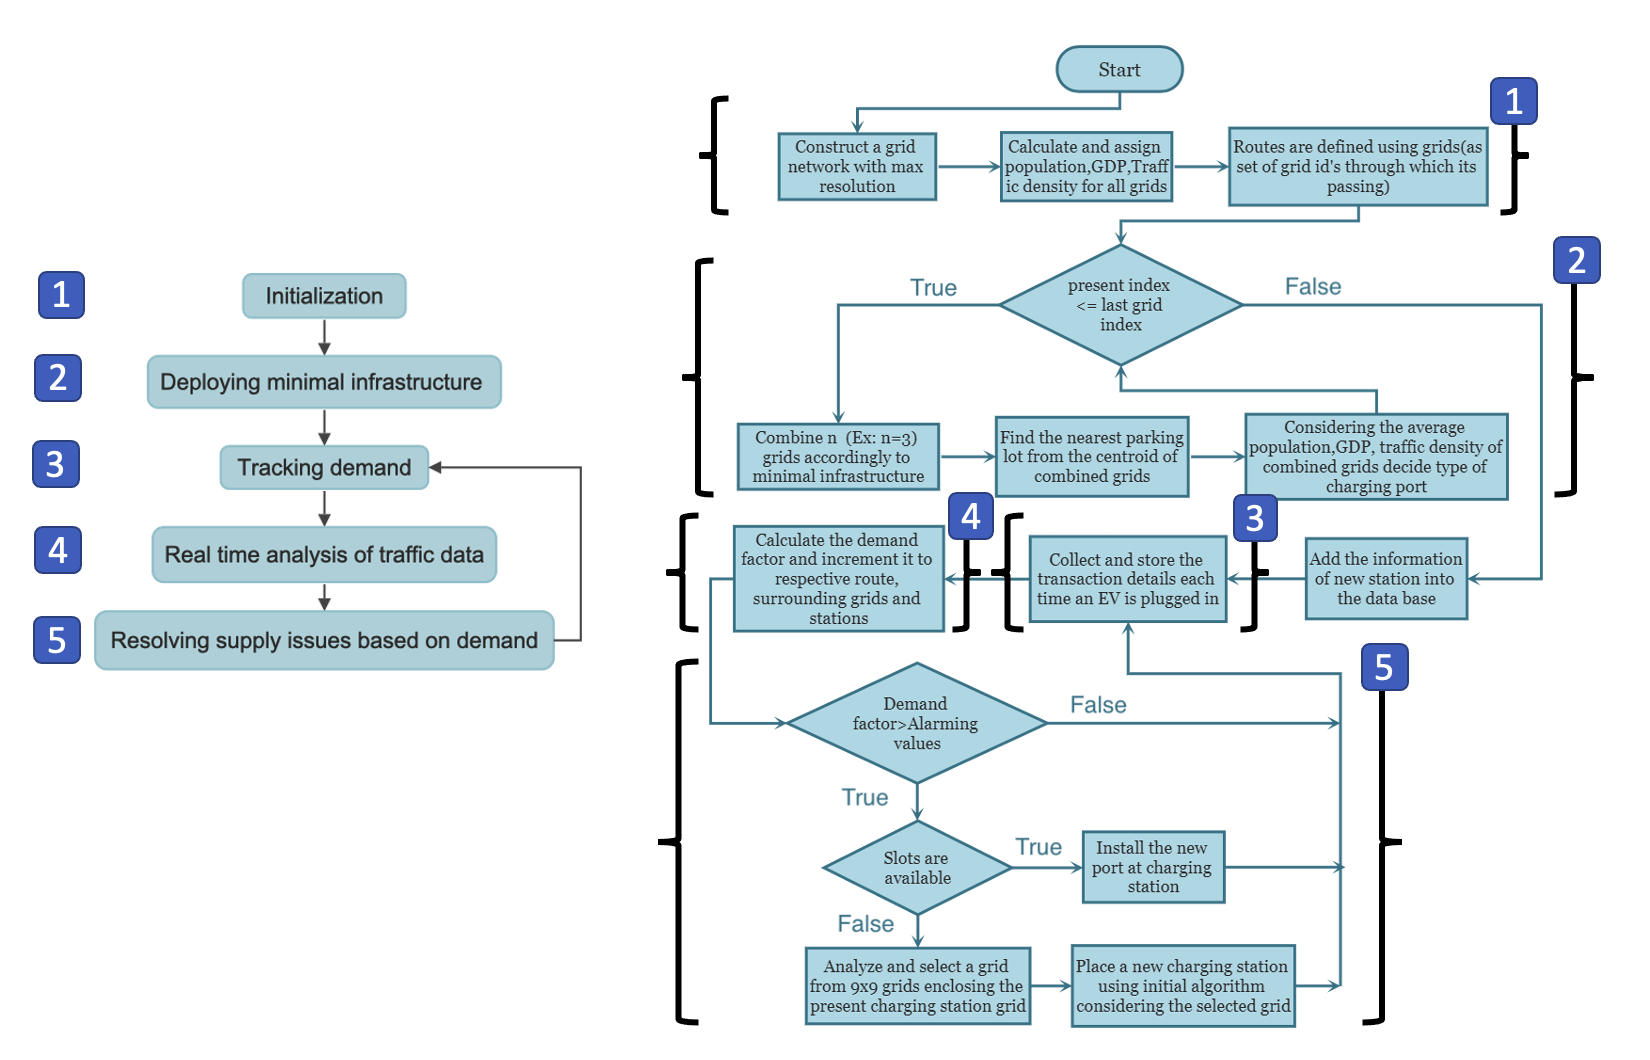 1
Initialization
2
Deploying minimal infrastructure
3
Tracking demand
4
Real time analysis of traffic data
5
Resolving supply issues based on demand
Start
1
Construct a grid
network with max
resolution
Calculate and assign
population,GDP,Traff
ic density for all grids
Routes are defined using grids(as
set of grid id's through which its
passing)
2
present index
<= last grid
index
True
False
Combine n  (Ex: n=3)
grids accordingly to
minimal infrastructure
Find the nearest parking
lot from the centroid of
combined grids
Considering the average
population,GDP, traffic density of
combined grids decide type of
charging port
4
Calculate the demand
factor and increment it to
respective route,
surrounding grids and
stations
3
Collect and store the
transaction details each
time an EV is plugged in
Add the information
of new station into
the data base
5
Demand
factor>Alarming
values
False
True
Slots are
available
True
Install the new
port at charging
station
False
Analyze and select a grid
from 9x9 grids enclosing the
present charging station grid
Place a new charging station
using initial algorithm
considering the selected grid